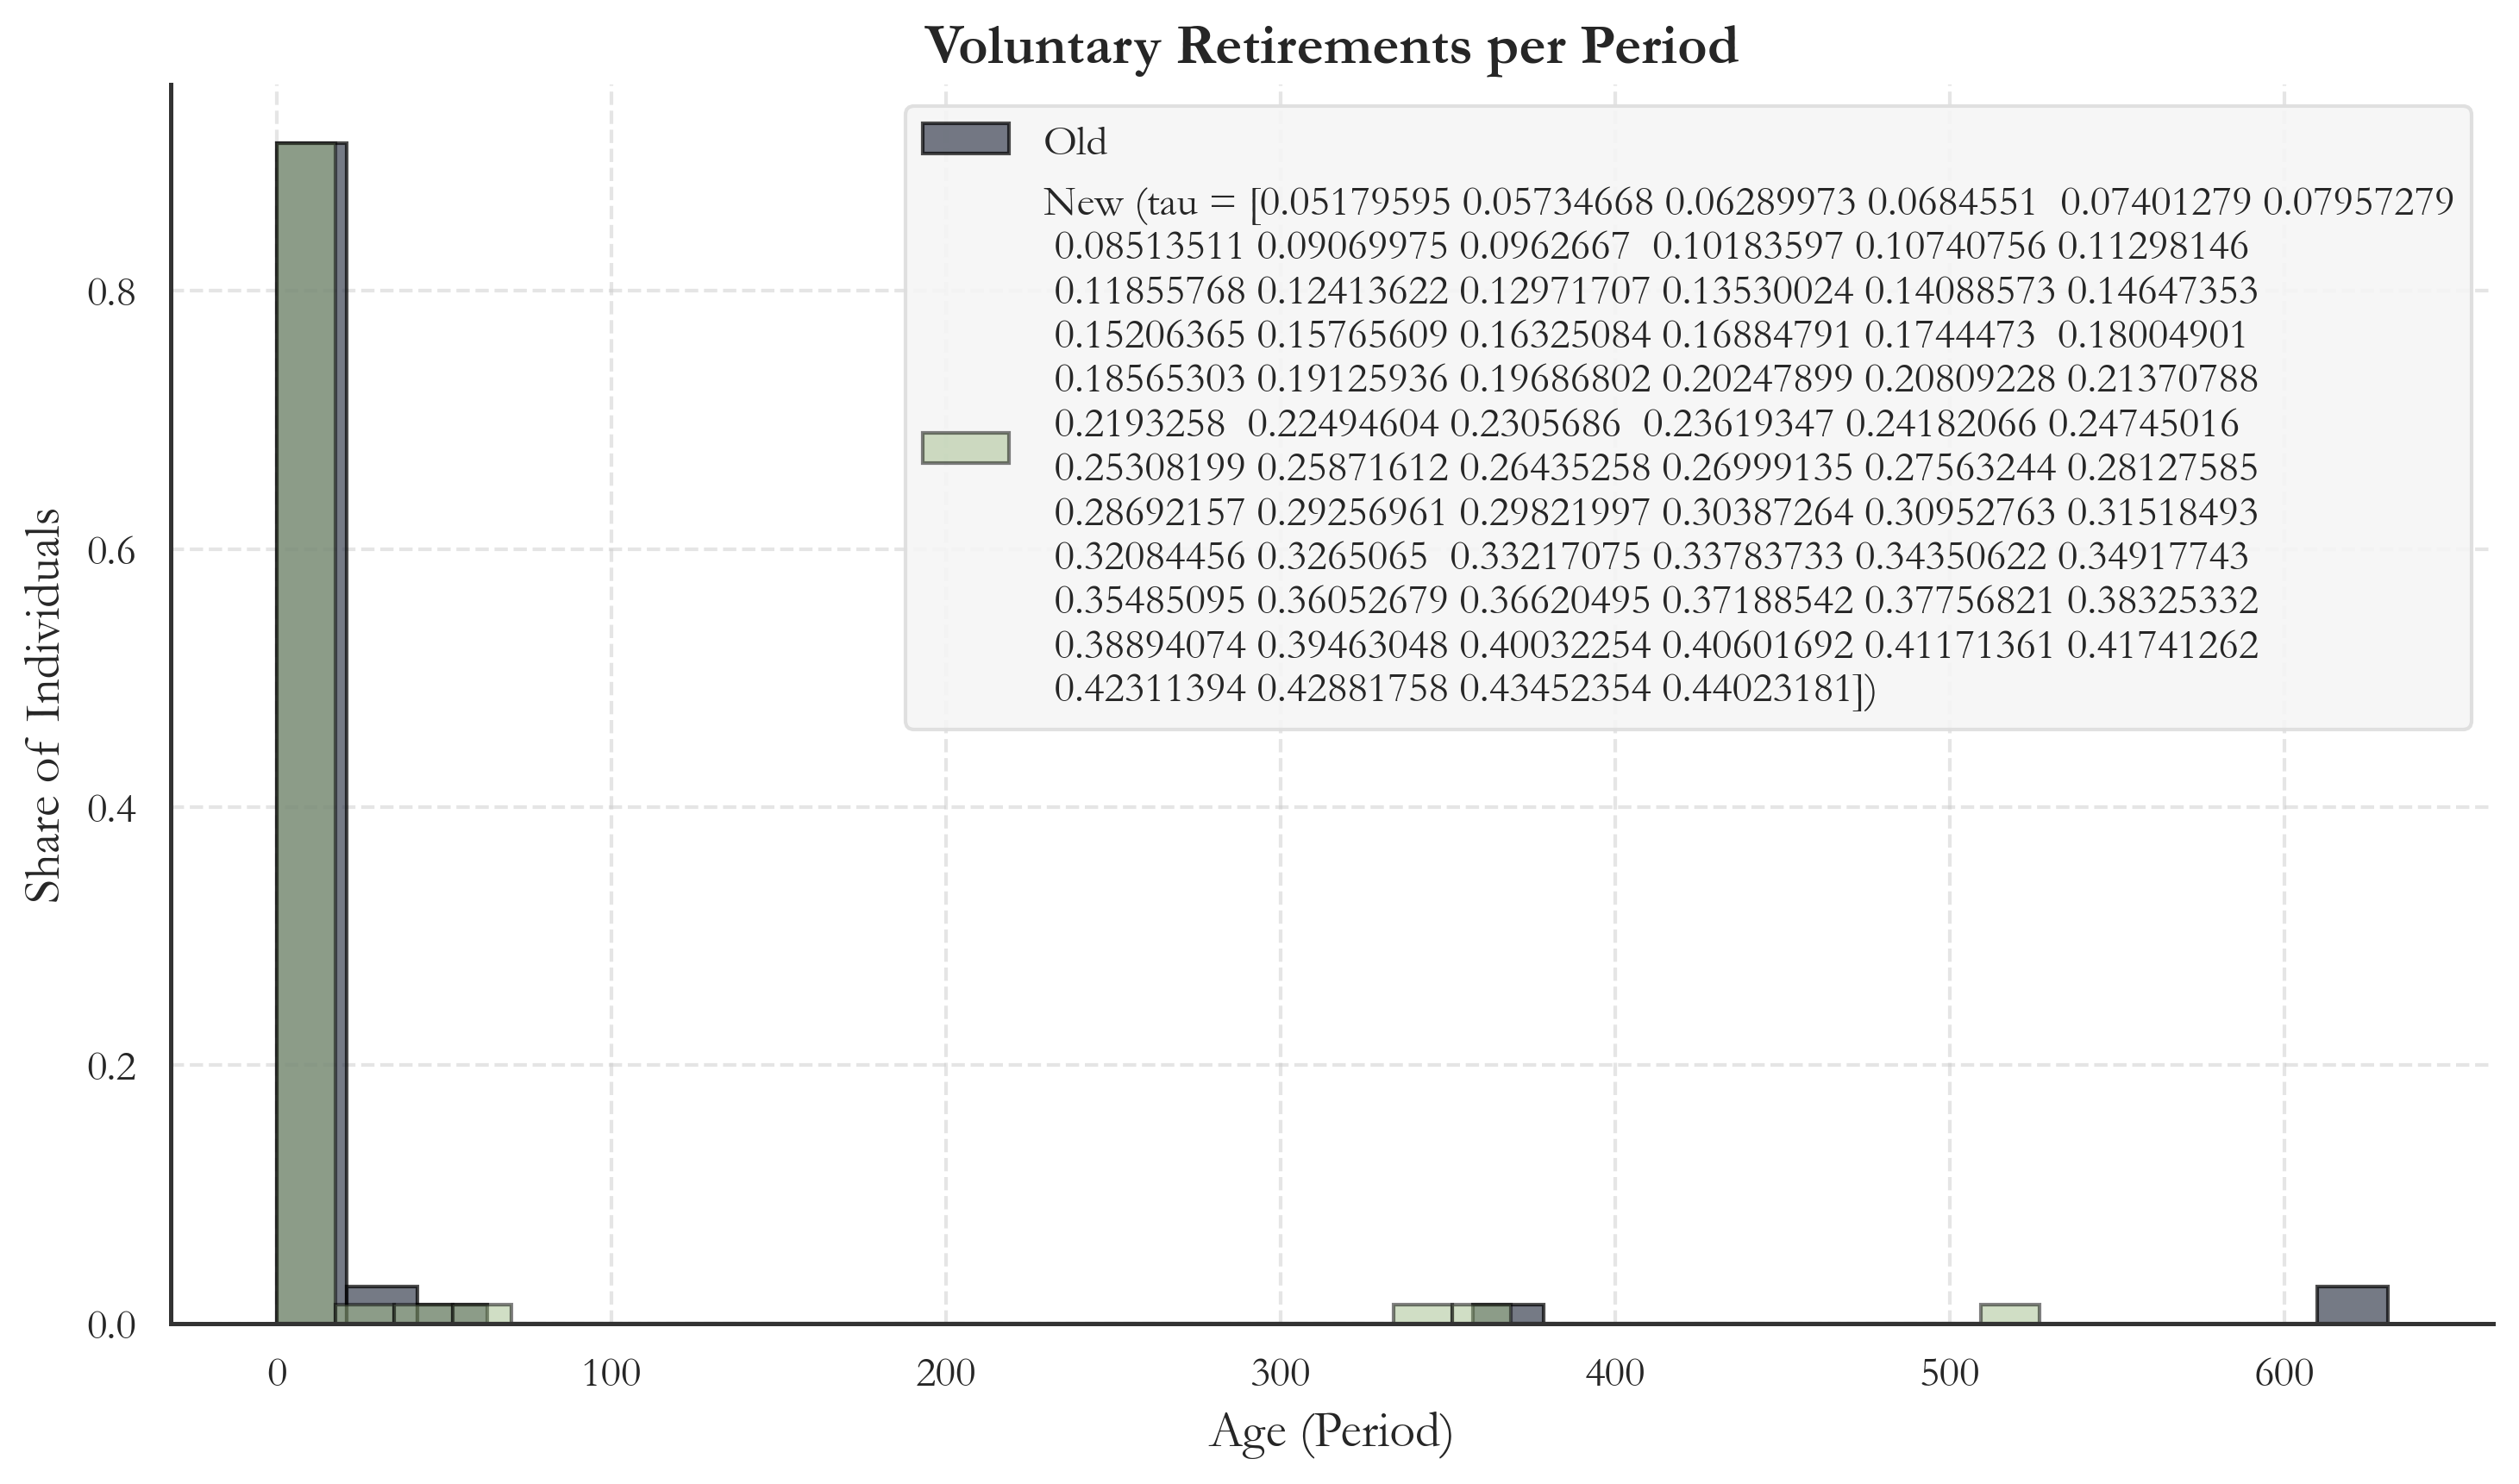 Voluntary Retirements per Period
Old
New (tau = [0.05179595 0.05734668 0.06289973 0.0684551  0.07401279 0.07957279
0.08513511 0.09069975 0.0962667  0.10183597 0.10740756 0.11298146
0.11855768 0.12413622 0.12971707 0.13530024 0.14088573 0.14647353
0.15206365 0.15765609 0.16325084 0.16884791 0.1744473  0.18004901
0.18565303 0.19125936 0.19686802 0.20247899 0.20809228 0.21370788
0.2193258  0.22494604 0.2305686  0.23619347 0.24182066 0.24745016
0.25308199 0.25871612 0.26435258 0.26999135 0.27563244 0.28127585
0.28692157 0.29256961 0.29821997 0.30387264 0.30952763 0.31518493
0.32084456 0.3265065  0.33217075 0.33783733 0.34350622 0.34917743
0.35485095 0.36052679 0.36620495 0.37188542 0.37756821 0.38325332
0.38894074 0.39463048 0.40032254 0.40601692 0.41171361 0.41741262
0.42311394 0.42881758 0.43452354 0.44023181])
Share of Individuals
0.8
0.6
0.4
0.2
0.0
0 100 200 300 400 500 600
Age (Period)